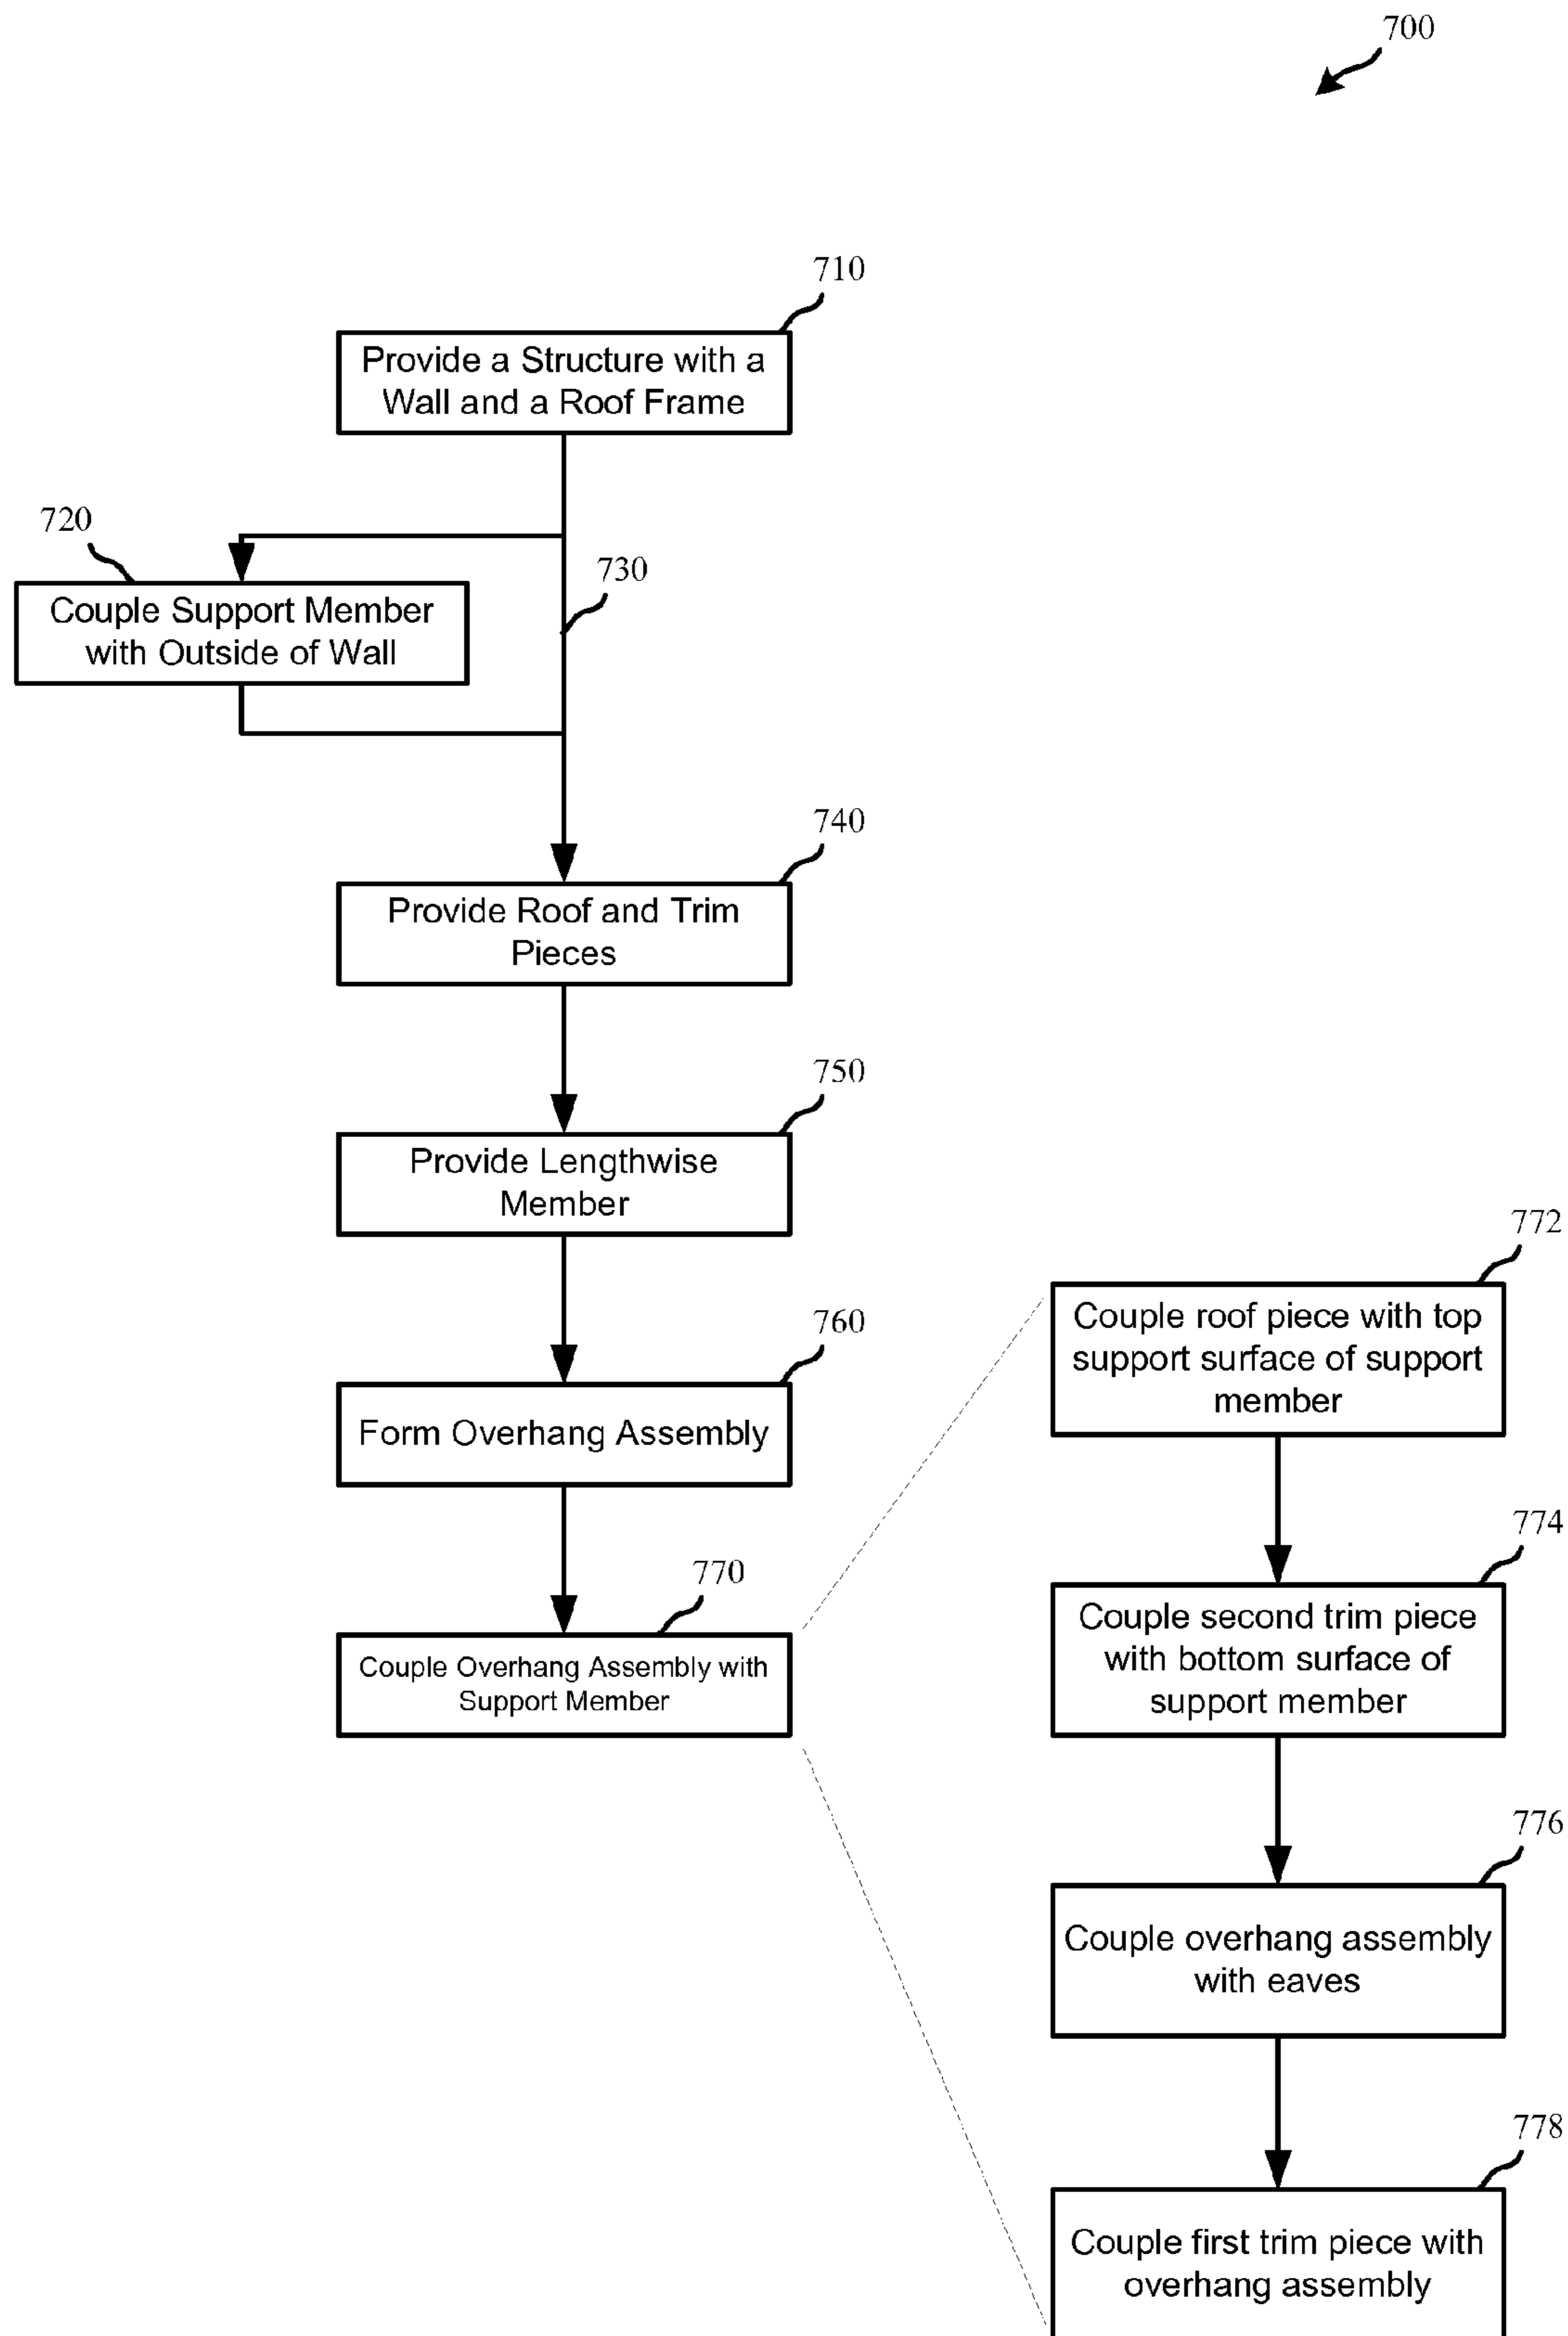 700
710
Provide a Structure with a
Wall and a Roof Frame
720
Couple Support Member
with Outside of Wall
730
740
Provide Roof and Trim
Pieces
750
Provide Lengthwise
Member
760
Form Overhang Assembly
770
Couple Overhang Assembly with
Support Member
772
Couple roof piece with top
support surface of support
member
774
Couple second trim piece
with bottom surface of
support member
776
Couple overhang assembly
with eaves
778
Couple first trim piece with
overhang assembly